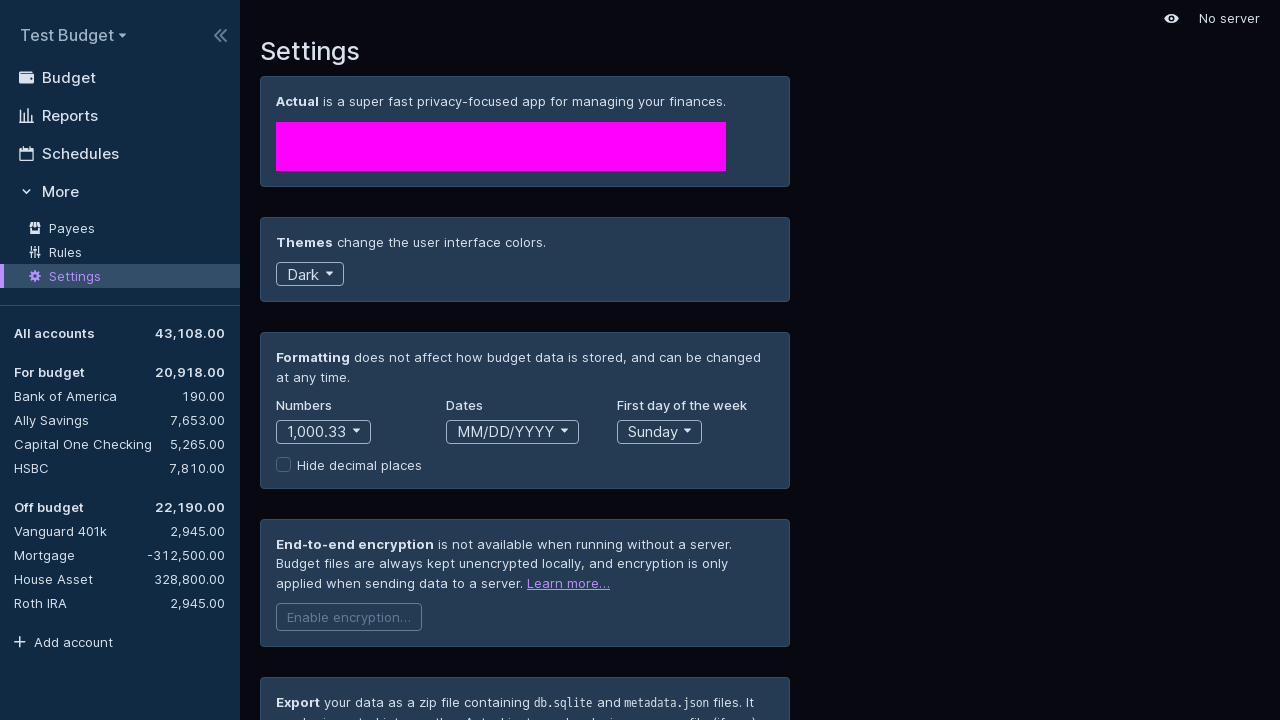 Test Budget
No server
Budget
Reports
Schedules
More
Payees
Rules
Settings
All accounts 43,108.00
For budget 20,918.00
Bank of America 190.00
Ally Savings 7,653.00
Capital One Checking 5,265.00
HSBC 7,810.00
Off budget 22,190.00
Vanguard 401k 2,945.00
Mortgage -312,500.00
House Asset 328,800.00
Roth IRA 2,945.00
Add account
Settings
Actual is a super fast privacy-focused app for managing your finances.
Themes change the user interface colors.
Dark
Formatting does not affect how budget data is stored, and can be changed
at any time.
Numbers Dates First day of the week
1,000.33 MM/DD/YYYY Sunday
Hide decimal places
End-to-end encryption is not available when running without a server.
Budget files are always kept unencrypted locally, and encryption is only
applied when sending data to a server. Learn more…
Enable encryption…
Export your data as a zip file containing db.sqlite and metadata.json files. It